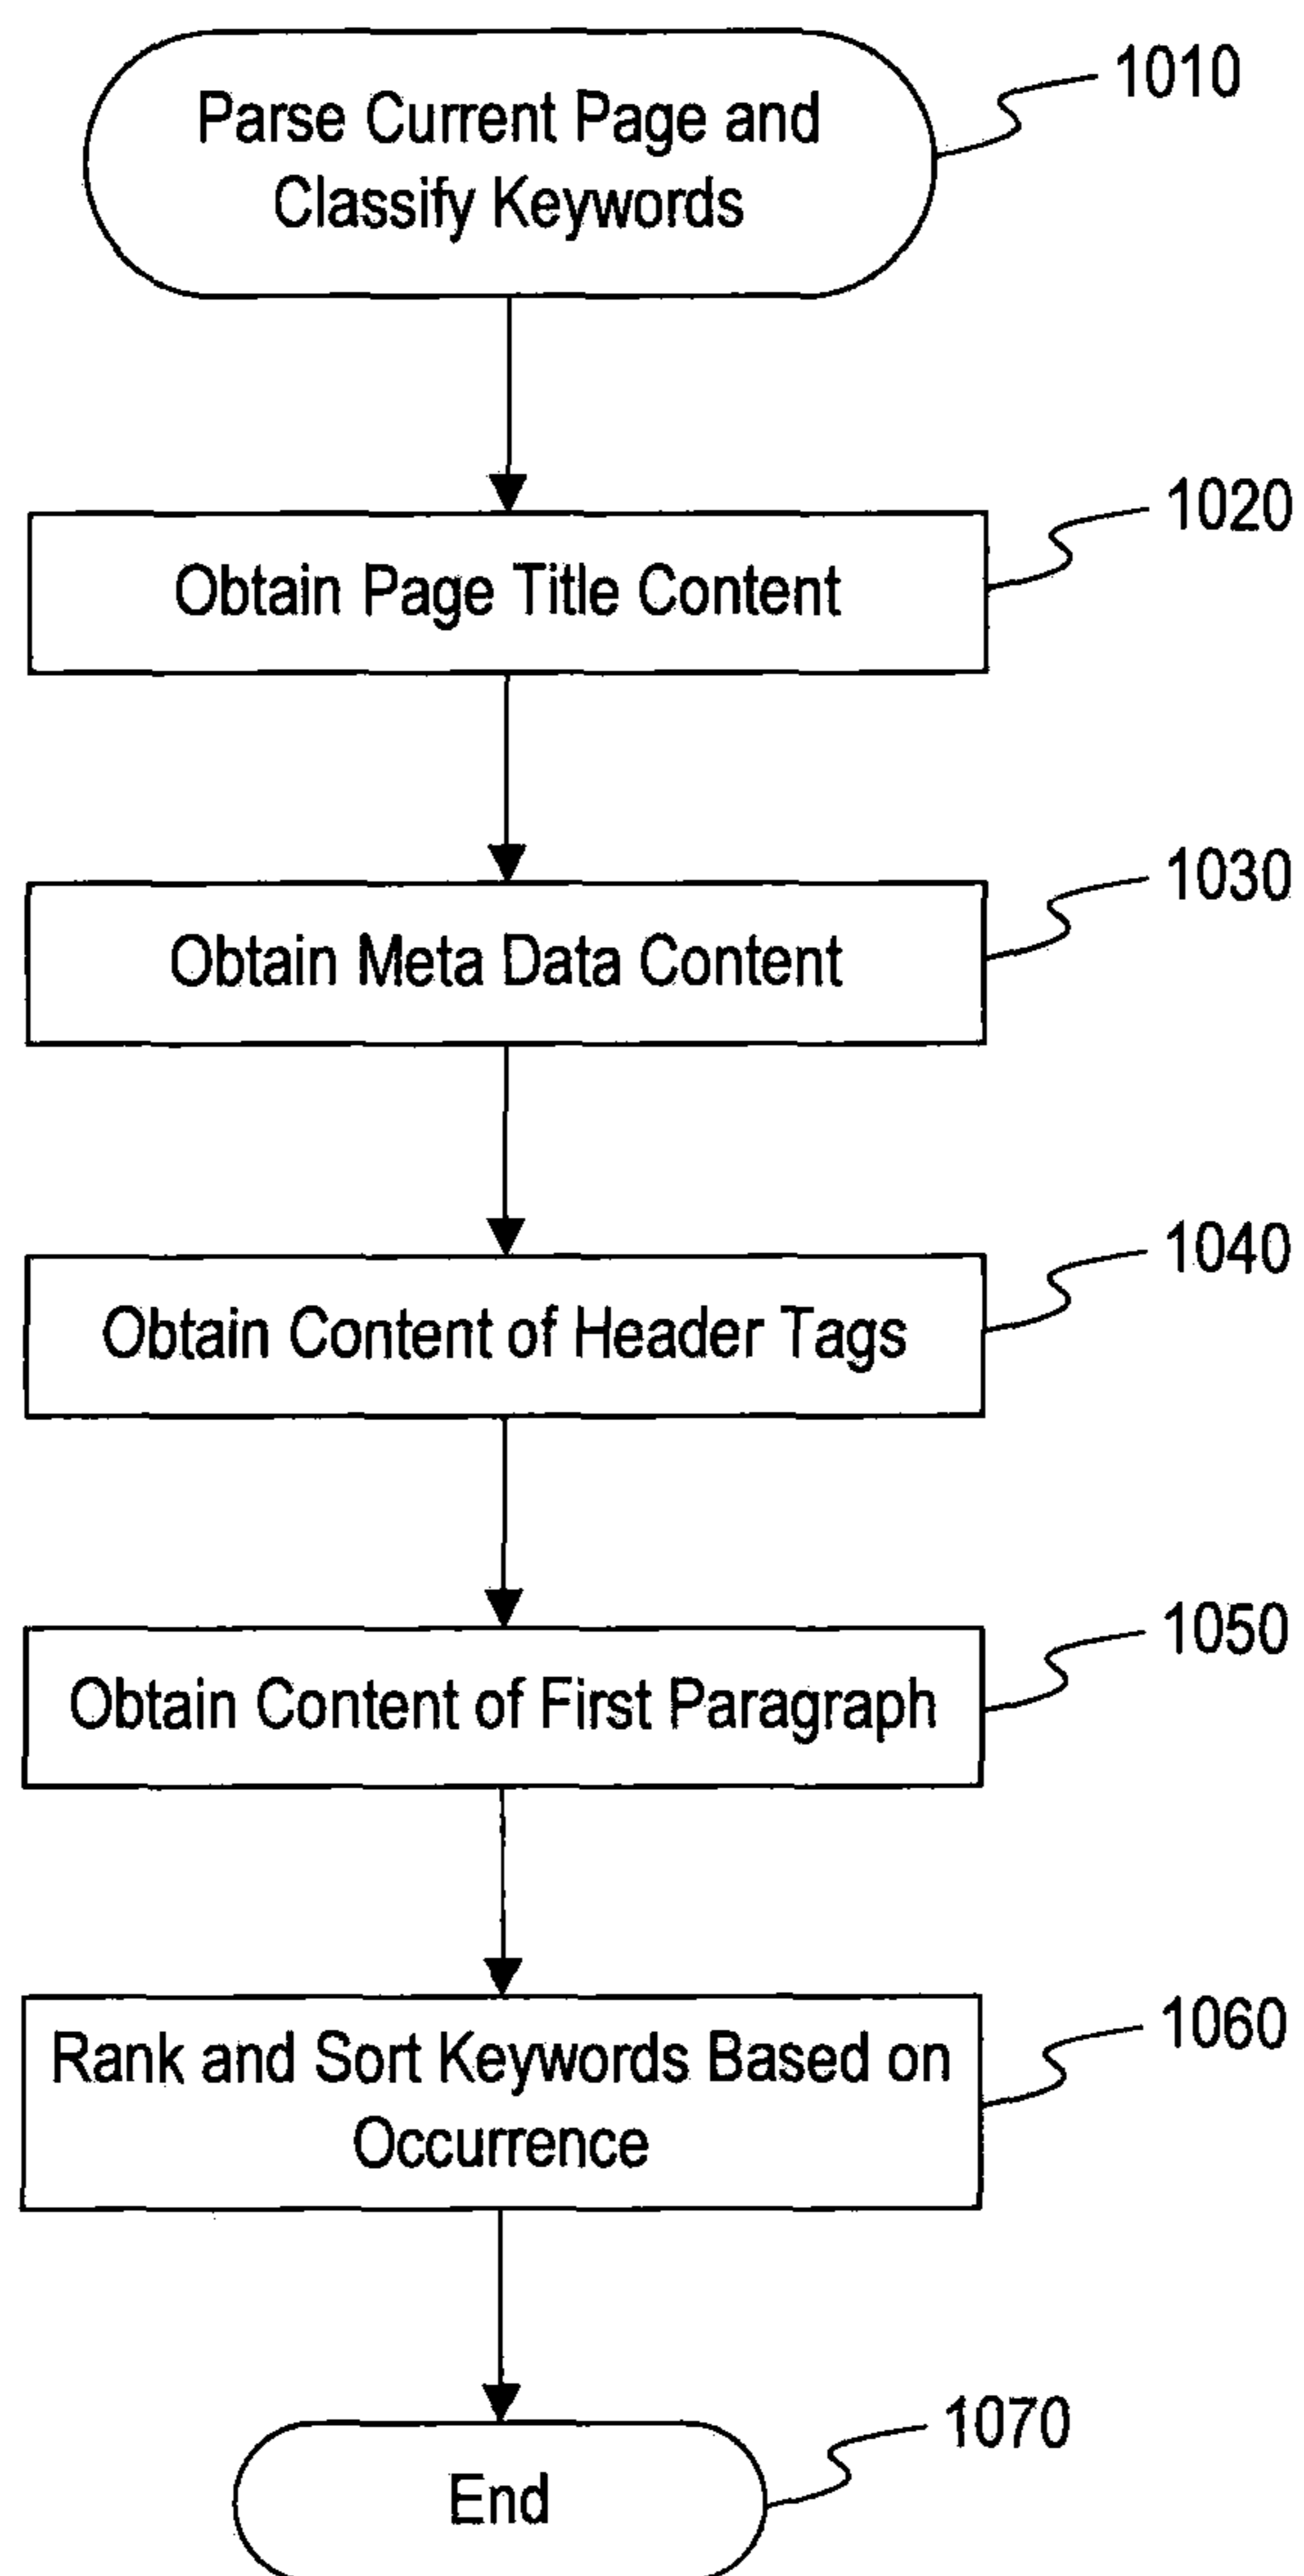 Parse Current Page and
Classify Keywords
1010
Obtain Page Title Content
1020
Obtain Meta Data Content
1030
Obtain Content of Header Tags
1040
Obtain Content of First Paragraph
1050
Rank and Sort Keywords Based on
Occurrence
1060
End
1070